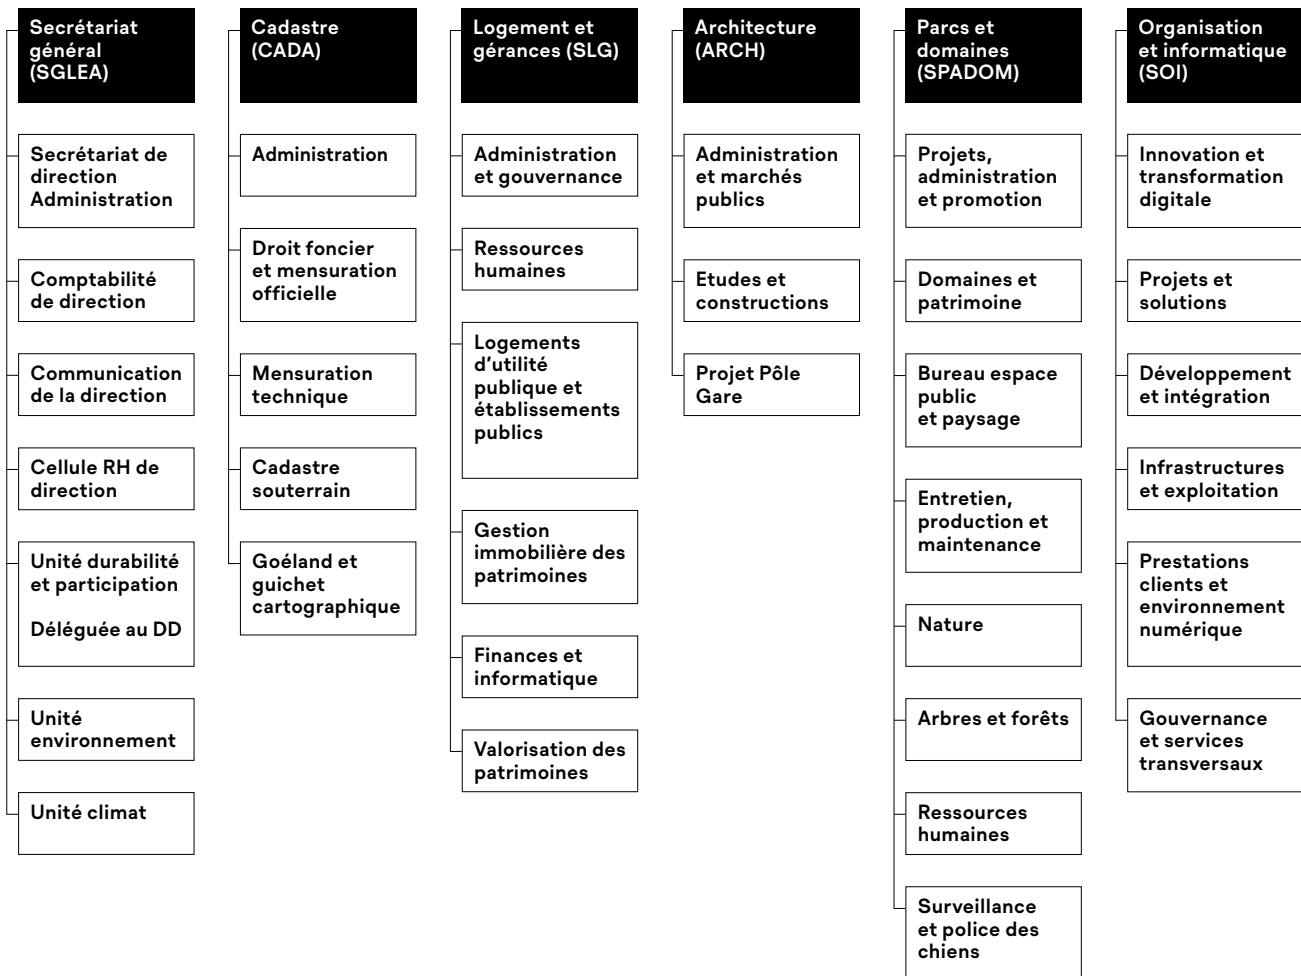 Secrétariat
général
(SGLEA)
Secrétariat de
direction
Administration
Comptabilité
de direction
Communication
de la direction
Cellule RH de
direction
Unité durabilité
et participation
Déléguée au DD
Unité
environnement
Unité climat
Cadastre
(CADA)
Administration
Droit foncier
et mensuration
officielle
Mensuration
technique
Cadastre
souterrain
Goéland et
guichet
cartographique
Logement et
gérances (SLG)
Administration
et gouvernance
Ressources
humaines
Logements
d'utilité
publique et
établissements
publics
Gestion
immobilière des
patrimoines
Finances et
informatique
Valorisation des
patrimoines
Architecture
(ARCH)
Administration
et marchés
publics
Etudes et
constructions
Projet Pôle
Gare
Parcs et
domaines
(SPADOM)
Projets,
administration
et promotion
Domaines et
patrimoine
Bureau espace
public
et paysage
Entretien,
production et
maintenance
Nature
Arbres et forêts
Ressources
humaines
Surveillance
et police des
chiens
Organisation
et informatique
(SOI)
Innovation et
transformation
digitale
Projets et
solutions
Développement
et intégration
Infrastructures
et exploitation
Prestations
clients et
environnement
numérique
Gouvernance
et services
transversaux